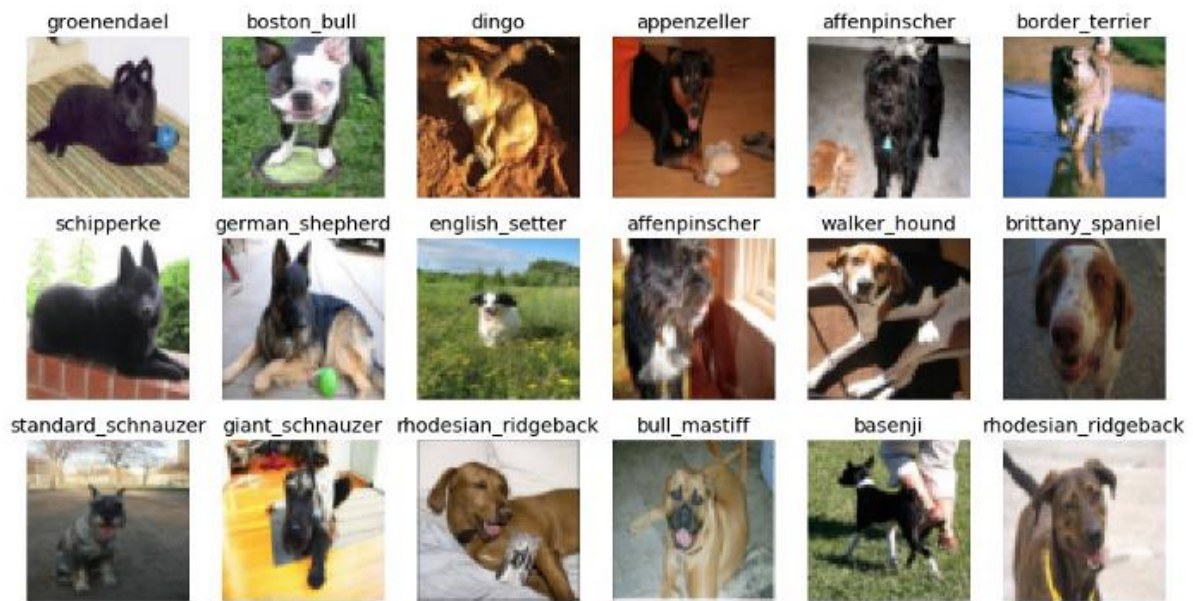 groenendael boston_bull dingo appenzeller affenpinscher border_terrier
schipperke german_shepherd english_setter affenpinscher walker_hound brittany_spaniel
standard_schnauzer giant_schnauzer rhodesian_ridgeback bull_mastiff basenji rhodesian_ridgeback